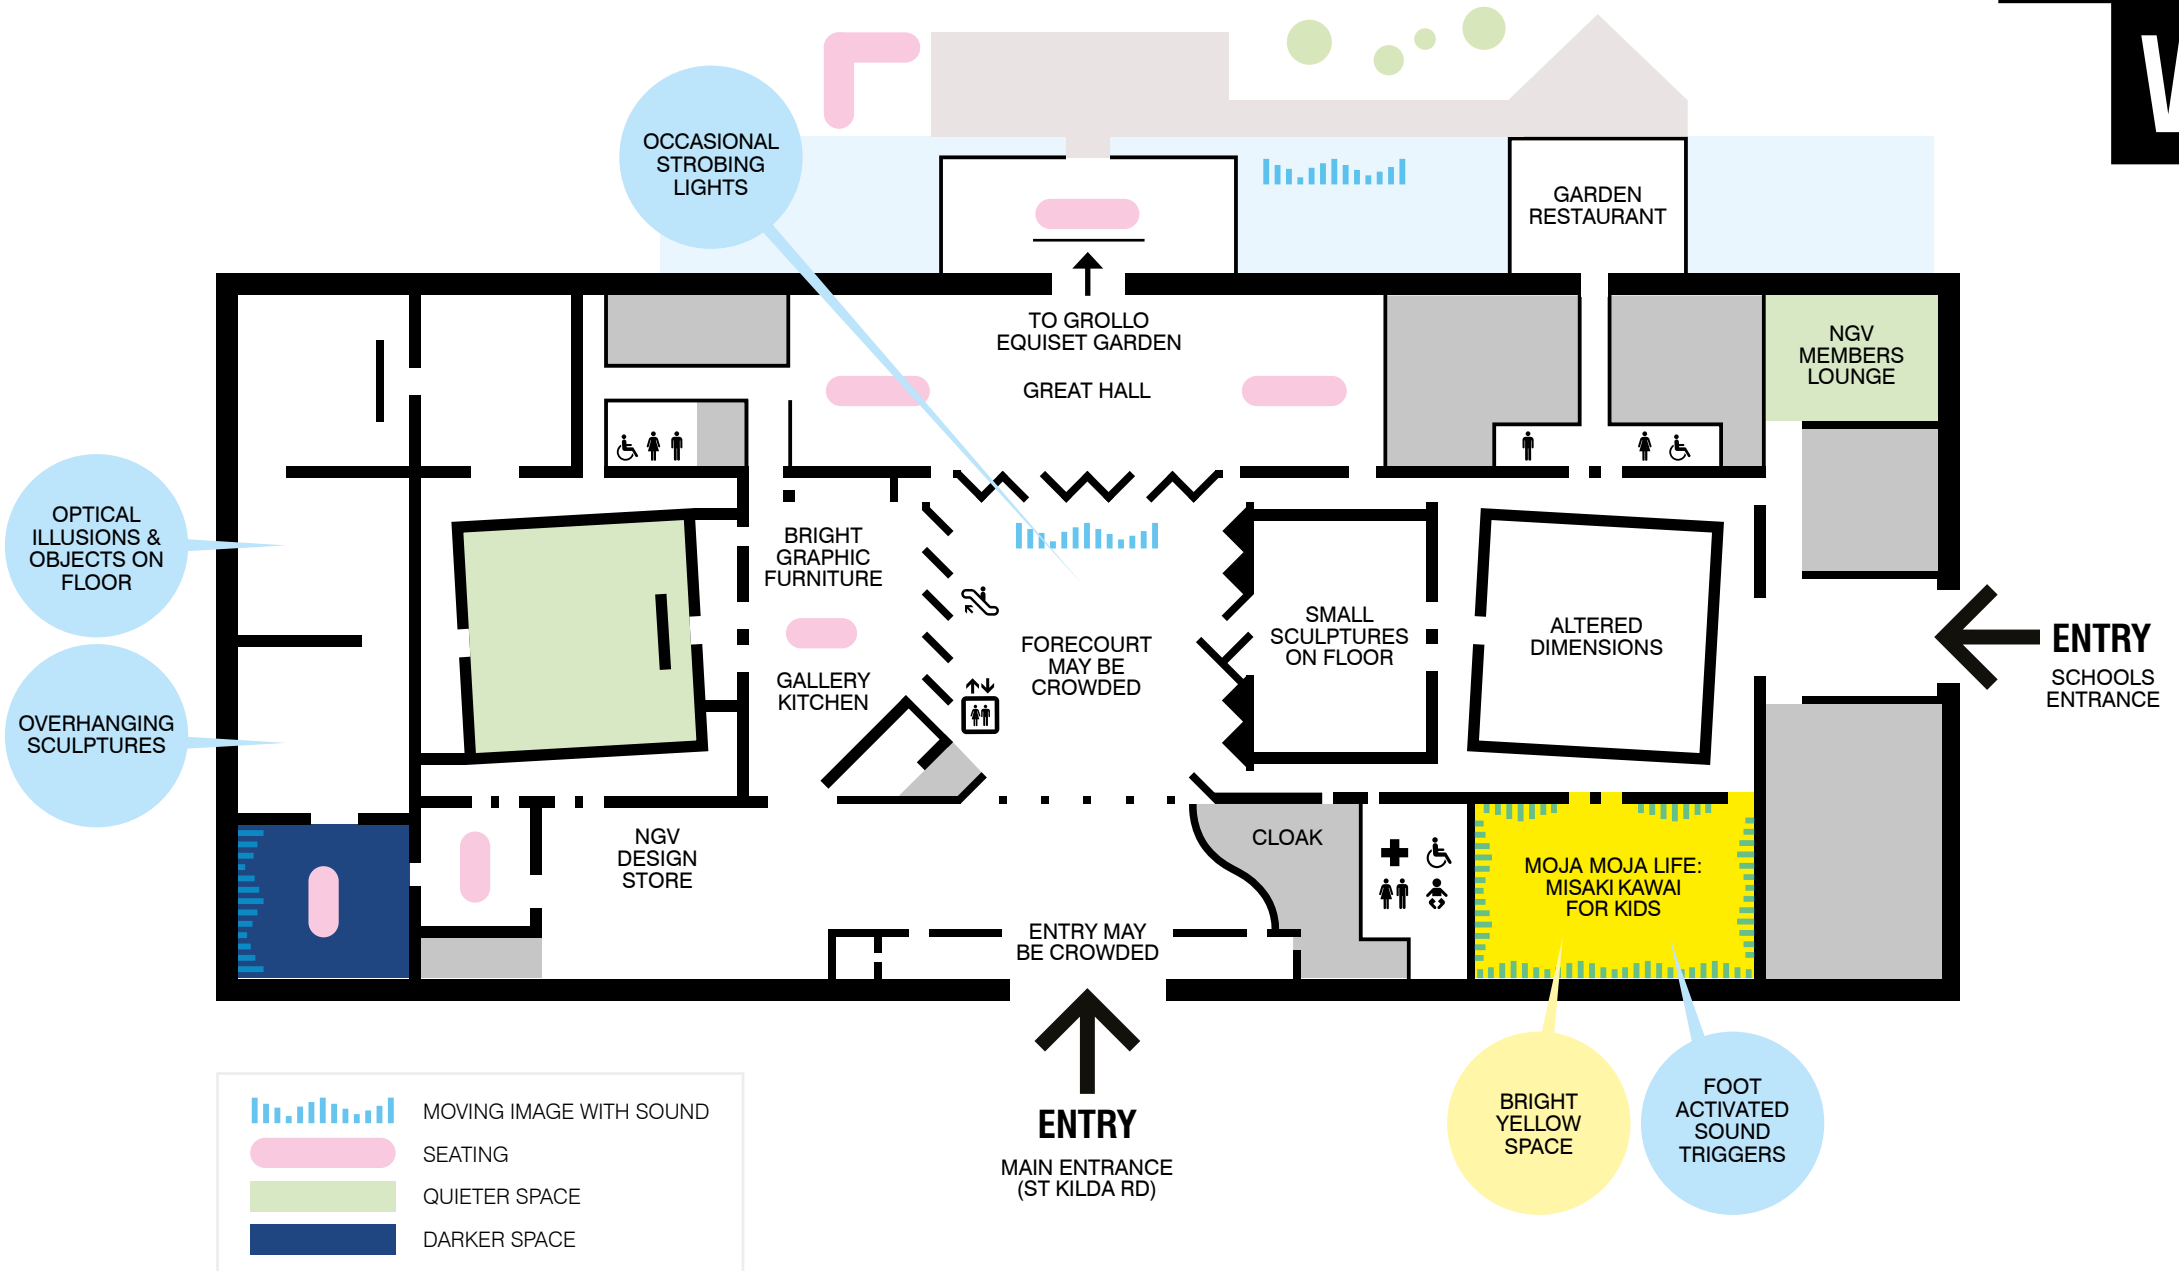 OCCASIONAL
STROBING
LIGHTS
GARDEN
RESTAURANT
TO GROLLO
EQUISET GARDEN
GREAT HALL
NGV
MEMBERS
LOUNGE
OPTICAL
ILLUSIONS &
OBJECTS ON
FLOOR
BRIGHT
GRAPHIC
FURNITURE
GALLERY
KITCHEN
FORECOURT
MAY BE
CROWDED
SMALL
SCULPTURES
ON FLOOR
ALTERED
DIMENSIONS
ENTRY
SCHOOLS
ENTRANCE
OVERHANGING
SCULPTURES
NGV
DESIGN
STORE
CLOAK
MOJA MOJA LIFE:
MISAKI KAWAI
FOR KIDS
ENTRY MAY
BE CROWDED
ENTRY
MAIN ENTRANCE
(ST KILDA RD)
BRIGHT
YELLOW
SPACE
FOOT
ACTIVATED
SOUND
TRIGGERS
MOVING IMAGE WITH SOUND
SEATING
QUIETER SPACE
DARKER SPACE